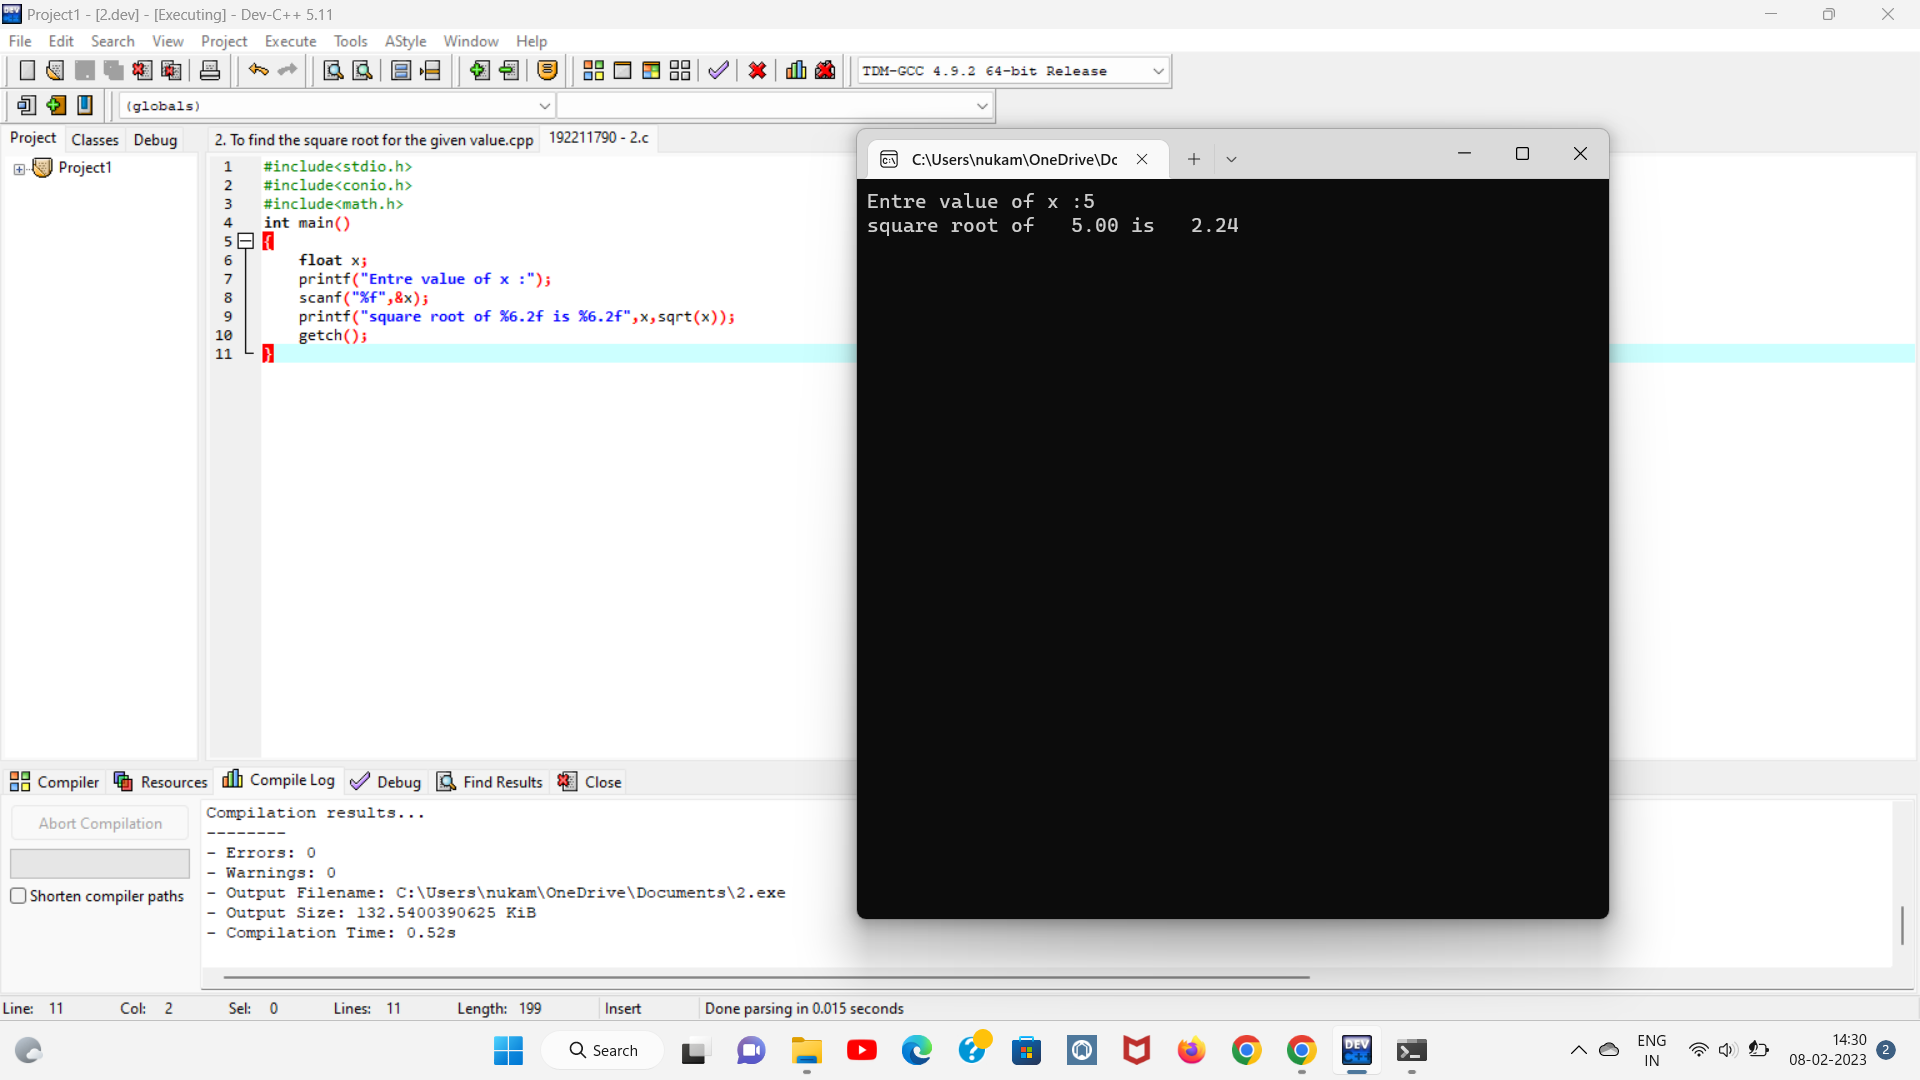 Project1 - [2.dev] - [Executing] - Dev-C++ 5.11
File Edit Search View Project Execute Tools AStyle Window Help
TDM-GCC 4.9.2 64-bit Release
(globals)
Project Classes Debug
2. To find the square root for the given value.cpp 192211790 - 2.c
Project1
1 #include<stdio.h>
2 #include<conio.h>
3 #include<math.h>
4 int main()
5 {
6 float x;
7 printf("Entre value of x :");
8 scanf("%f",&x);
9 printf("square root of %6.2f is %6.2f",x,sqrt(x));
10 getch();
11 }
C:\Users\nukam\OneDrive\Dc
Entre value of x :5
square root of   5.00 is   2.24
Compiler Resources Compile Log Debug Find Results Close
Abort Compilation
Shorten compiler paths
Compilation results...
--------
- Errors: 0
- Warnings: 0
- Output Filename: C:\Users\nukam\OneDrive\Documents\2.exe
- Output Size: 132.5400390625 KiB
- Compilation Time: 0.52s
Line: 11 Col: 2 Sel: 0 Lines: 11 Length: 199 Insert Done parsing in 0.015 seconds
Search
DEV
C++
ENG
IN
14:30
08-02-2023
2